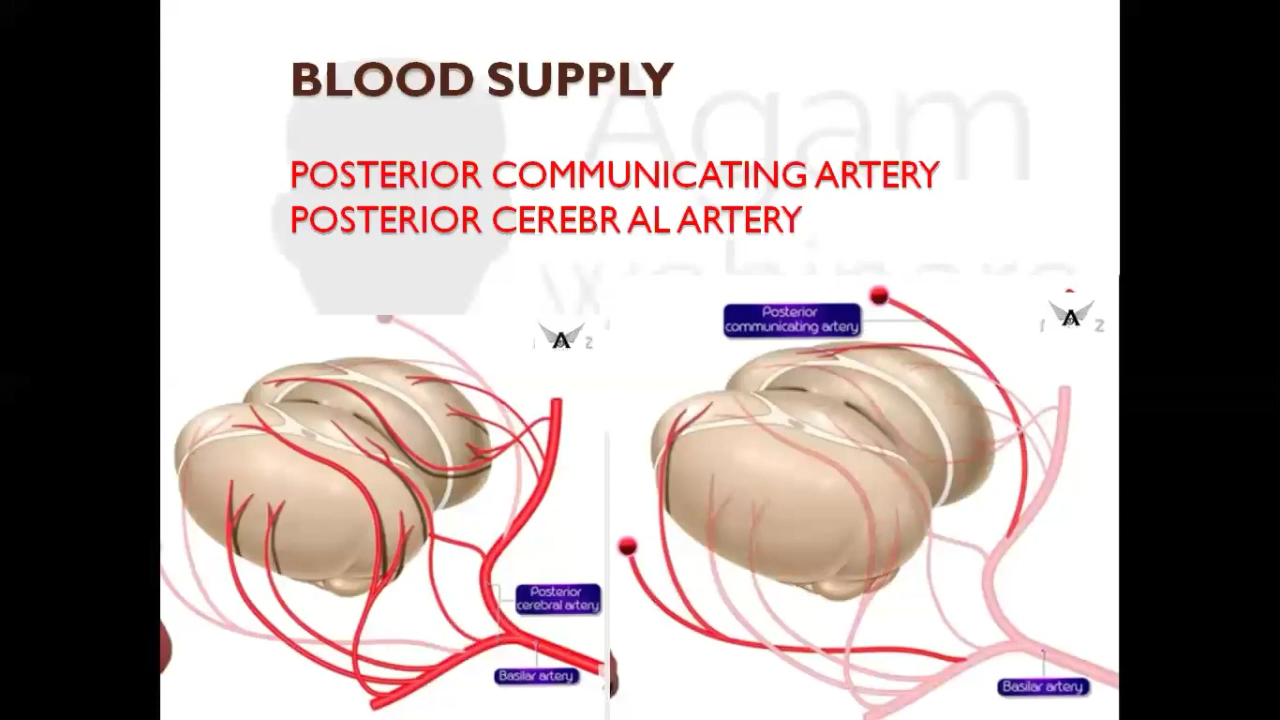 BLOOD SUPPLY
Agam
POSTERIOR COMMUNICATING ARTERY
POSTERIOR CEREBR AL ARTERY
Posterior
communicating artery
A
A
Posterior
cerebral artery
Basilar artery
Basilar artery